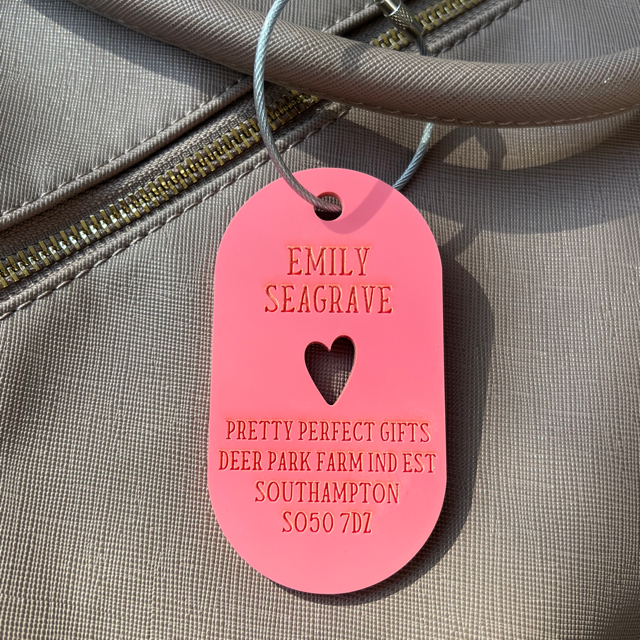 EMILY
SEAGRAVE
PRETTY PERFECT GIFTS
DEER PARK FARM IND EST
SOUTHAMPTON
SO50 7DZ